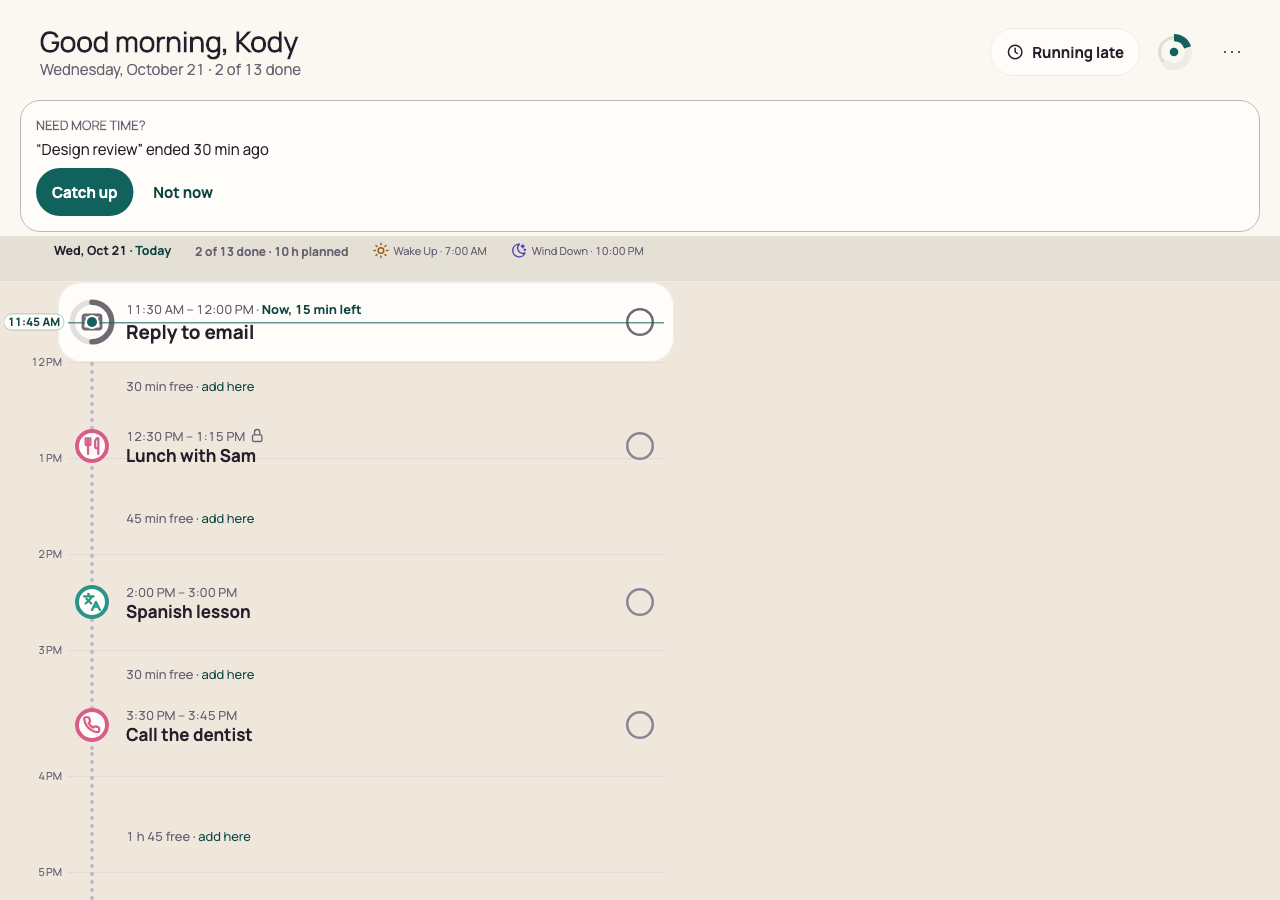 Good morning, Kody
Wednesday, October 21 · 2 of 13 done
Running late
NEED MORE TIME?
“Design review” ended 30 min ago
Catch up
Not now
Wed, Oct 21 · Today
2 of 13 done · 10 h planned
Wake Up · 7:00 AM
Wind Down · 10:00 PM
11:30 AM – 12:00 PM · Now, 15 min left
11:45 AM
Reply to email
12PM
30 min free · add here
12:30 PM – 1:15 PM
1PM
Lunch with Sam
45 min free · add here
2PM
2:00 PM – 3:00 PM
Spanish lesson
3PM
30 min free · add here
3:30 PM – 3:45 PM
Call the dentist
4PM
1 h 45 free · add here
5PM